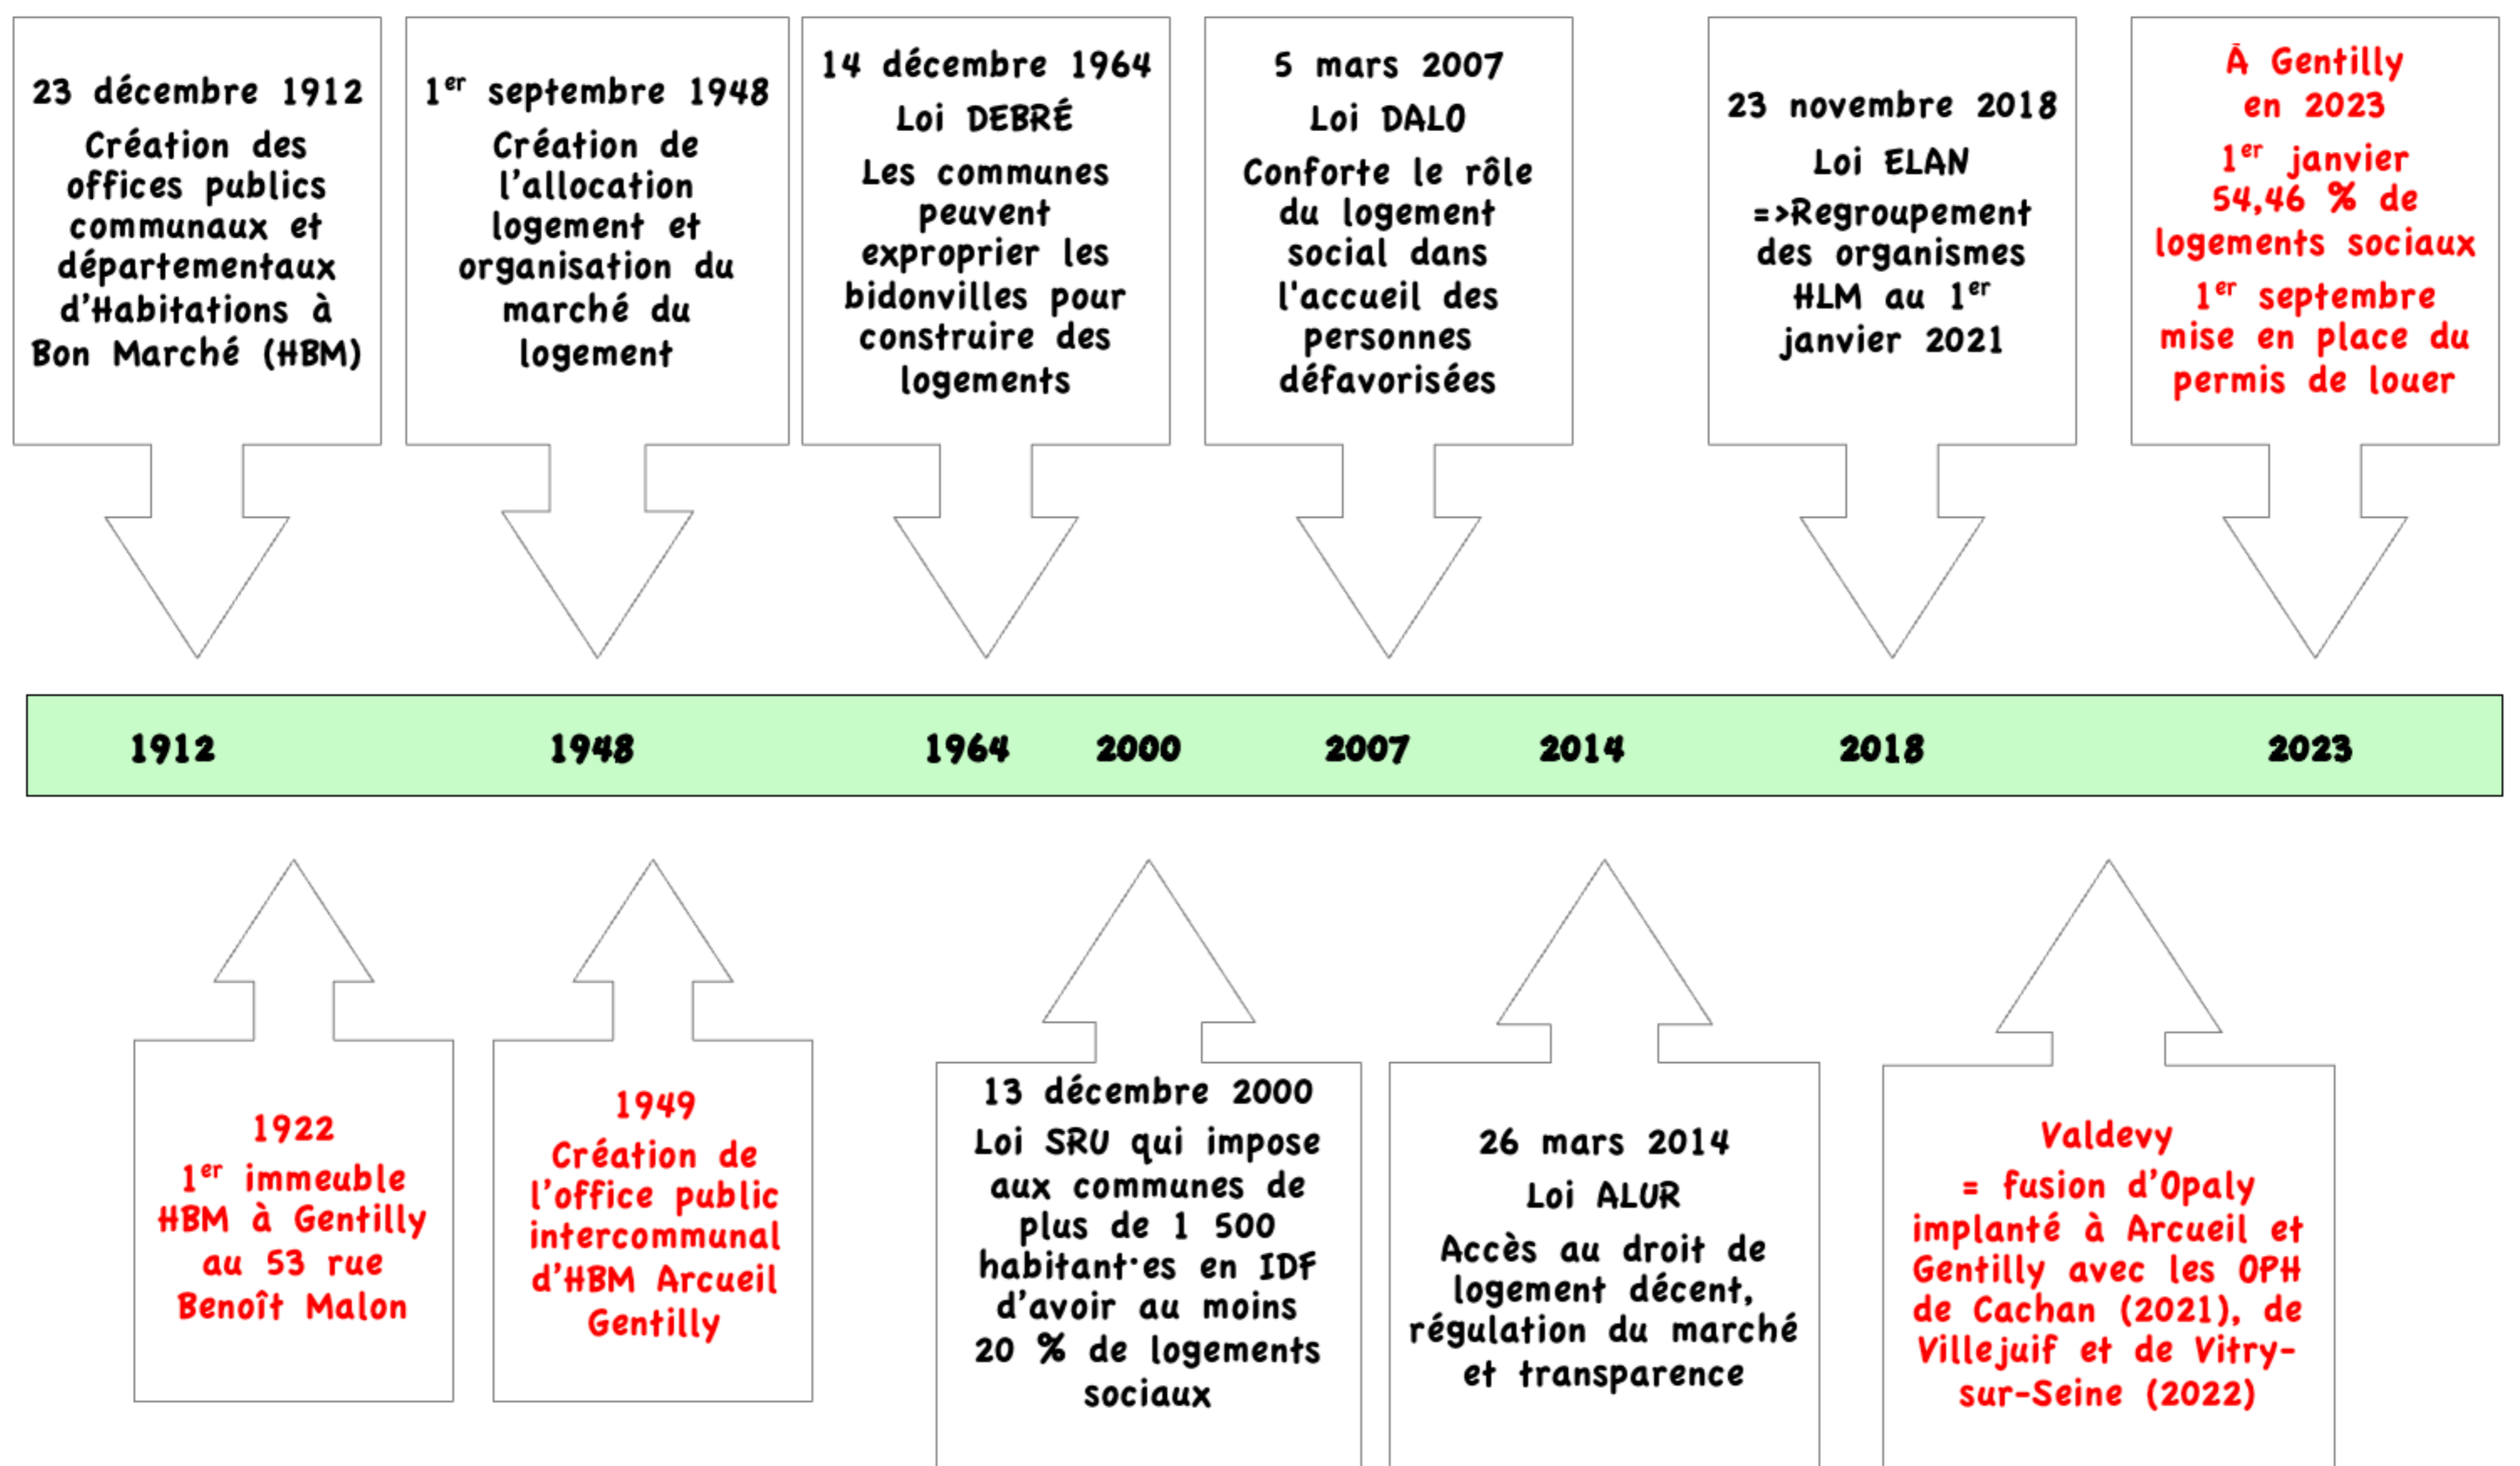 23 décembre 1912
Création des
offices publics
communaux et
départementaux
d’Habitations à
Bon Marché (HBM)
1er septembre 1948
Création de
l’allocation
logement et
organisation du
marché du
logement
14 décembre 1964
Loi DEBRÉ
Les communes
peuvent
exproprier les
bidonvilles pour
construire des
logements
5 mars 2007
Loi DALO
Conforte le rôle
du logement
social dans
l'accueil des
personnes
défavorisées
23 novembre 2018
Loi ELAN
=>Regroupement
des organismes
HLM au 1er
janvier 2021
À Gentilly
en 2023
1er janvier
54,46 % de
logements sociaux
1er septembre
mise en place du
permis de louer
1912 1948 1964 2000 2007 2014 2018 2023
1922
1er immeuble
HBM à Gentilly
au 53 rue
Benoît Malon
1949
Création de
l’office public
intercommunal
d’HBM Arcueil
Gentilly
13 décembre 2000
Loi SRU qui impose
aux communes de
plus de 1 500
habitant·es en IDF
d’avoir au moins
20 % de logements
sociaux
26 mars 2014
Loi ALUR
Accès au droit de
logement décent,
régulation du marché
et transparence
Valdevy
= fusion d’Opaly
implanté à Arcueil et
Gentilly avec les OPH
de Cachan (2021), de
Villejuif et de Vitry-
sur-Seine (2022)